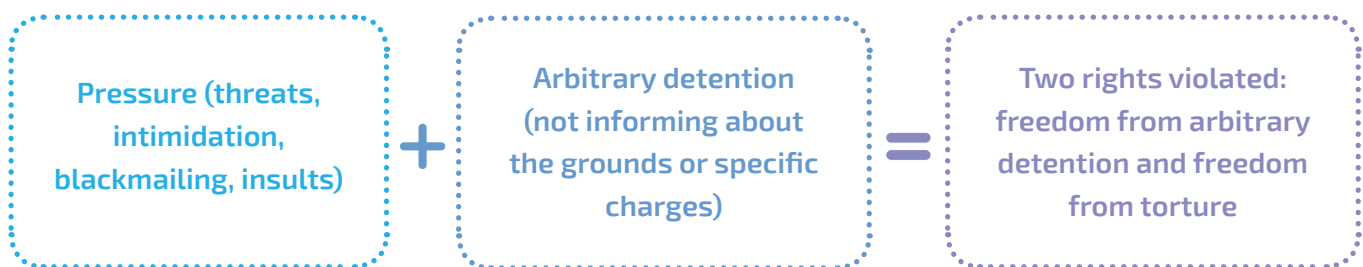 Pressure (threats,
intimidation,
blackmailing, insults)
+
Arbitrary detention
(not informing about
the grounds or specific
charges)
=
Two rights violated:
freedom from arbitrary
detention and freedom
from torture